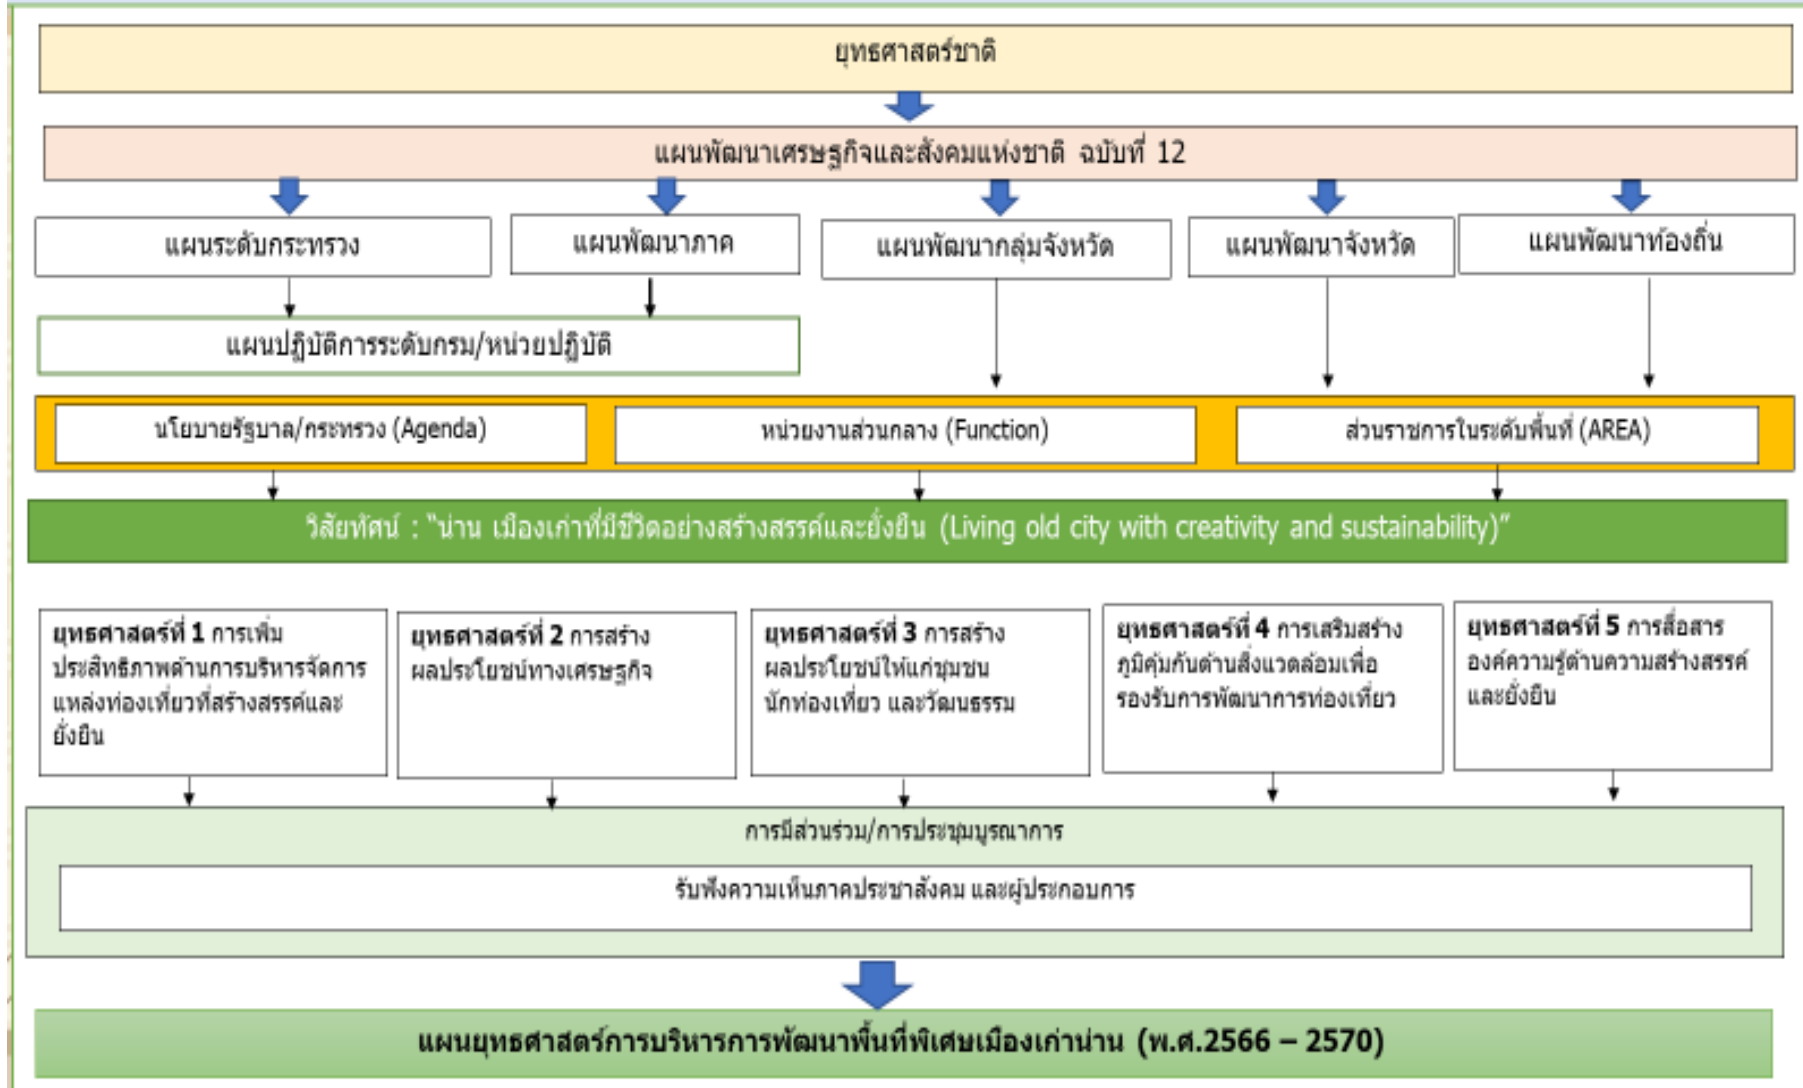 ยุทธศาสตร์ชาติ
แผนพัฒนาเศรษฐกิจและสังคมแห่งชาติ ฉบับที่ 12
แผนระดับกระทรวง
แผนพัฒนาภาค
แผนพัฒนากลุ่มจังหวัด
แผนพัฒนาจังหวัด
แผนพัฒนาท้องถิ่น
แผนปฏิบัติการระดับกรม/หน่วยปฏิบัติ
นโยบายรัฐบาล/กระทรวง (Agenda)
หน่วยงานส่วนกลาง (Function)
ส่วนราชการในระดับพื้นที่ (AREA)
วิสัยทัศน์ : “น่าน เมืองเก่าที่มีชีวิตอย่างสร้างสรรค์และยั่งยืน (Living old city with creativity and sustainability)”
ยุทธศาสตร์ที่ 1 การเพิ่ม
ประสิทธิภาพด้านการบริหารจัดการ
แหล่งท่องเที่ยวที่สร้างสรรค์และ
ยั่งยืน
ยุทธศาสตร์ที่ 2 การสร้าง
ผลประโยชน์ทางเศรษฐกิจ
ยุทธศาสตร์ที่ 3 การสร้าง
ผลประโยชน์ให้แก่ชุมชน
นักท่องเที่ยว และวัฒนธรรม
ยุทธศาสตร์ที่ 4 การเสริมสร้าง
ภูมิคุ้มกันด้านสิ่งแวดล้อมเพื่อ
รองรับการพัฒนาการท่องเที่ยว
ยุทธศาสตร์ที่ 5 การสื่อสาร
องค์ความรู้ด้านความสร้างสรรค์
และยั่งยืน
การมีส่วนร่วม/การประชุมบูรณาการ
รับฟังความเห็นภาคประชาสังคม และผู้ประกอบการ
แผนยุทธศาสตร์การบริหารการพัฒนาพื้นที่พิเศษเมืองเก่าน่าน (พ.ศ.2566 – 2570)